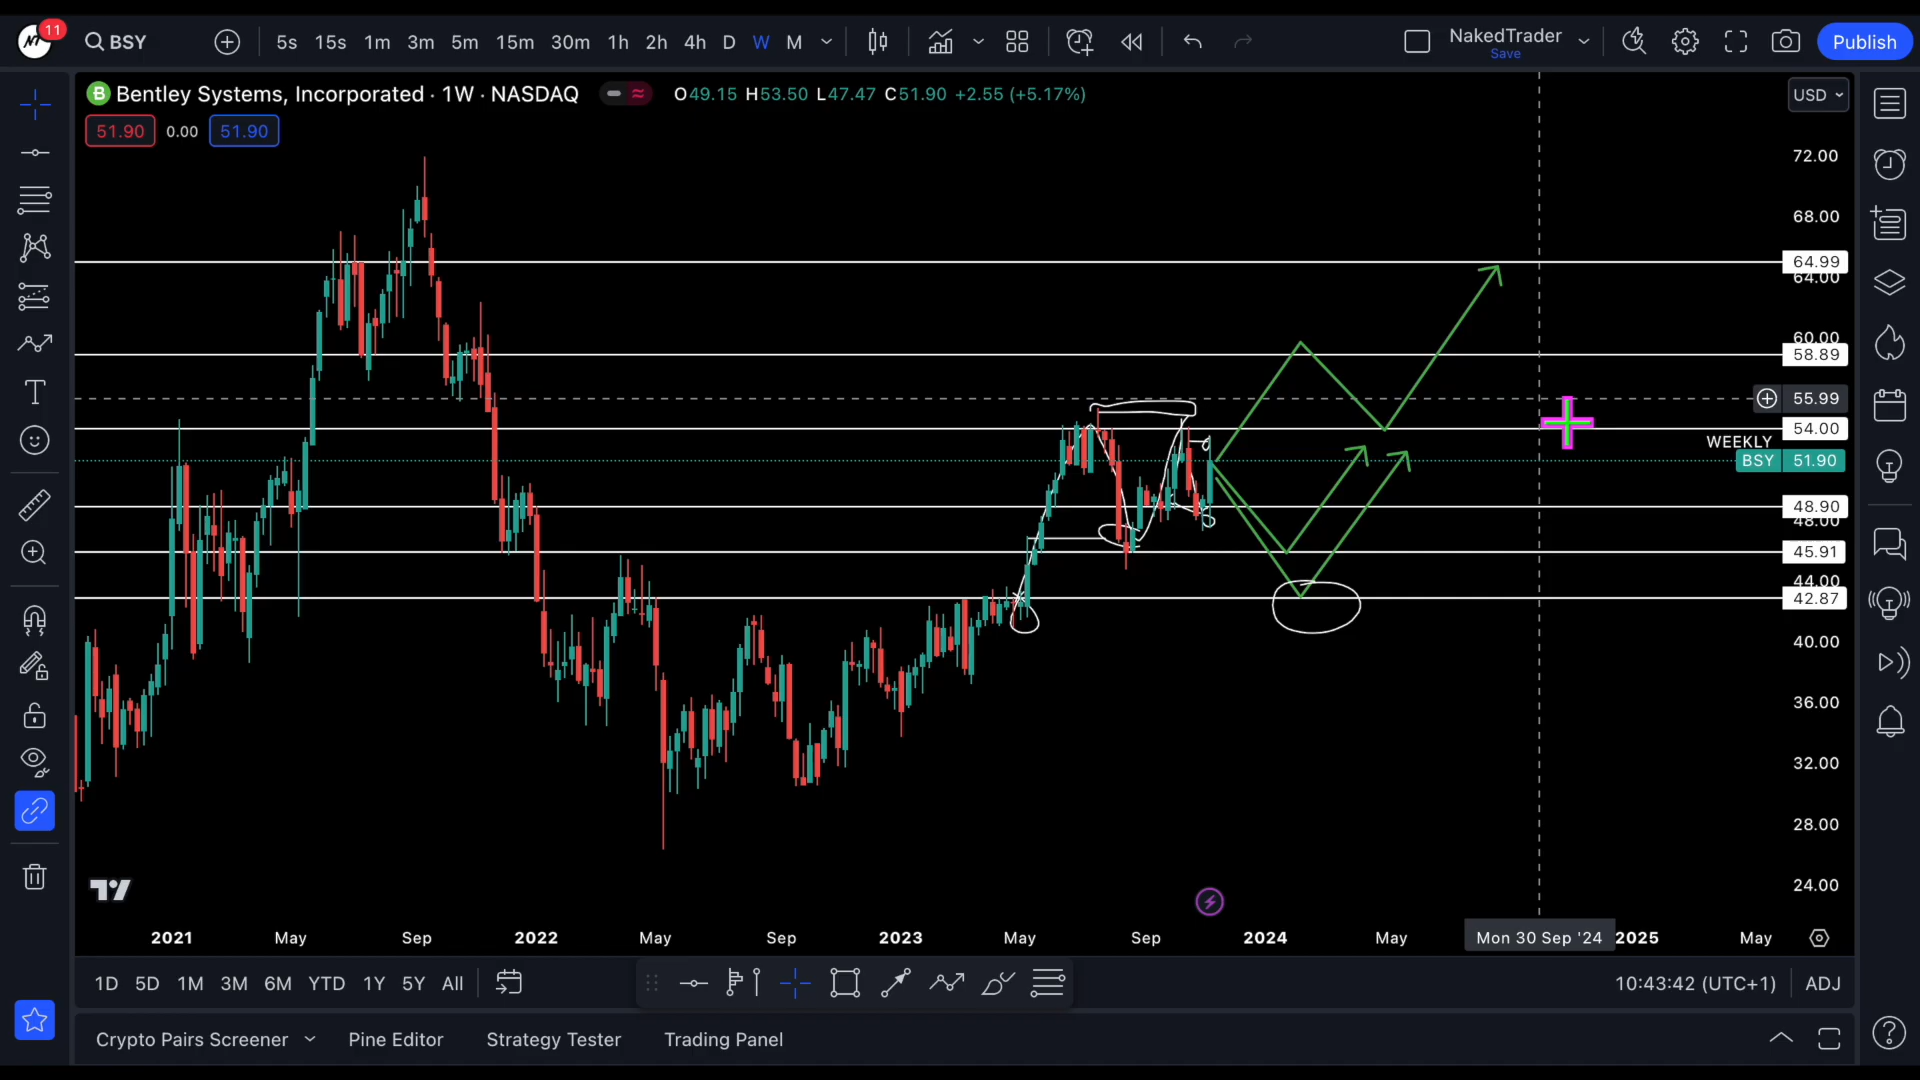 11
BSY
5s 15s 1m 3m 5m 15m 30m 1h 2h 4h D W M
NakedTrader
Save
Publish
Bentley Systems, Incorporated · 1W · NASDAQ
O49.15 H53.50 L47.47 C51.90 +2.55 (+5.17%)
USD
51.90 0.00 51.90
72.00
68.00
64.99
64.00
60.00
58.89
55.99
54.00
WEEKLY
BSY 51.90
48.90
48.00
45.91
44.00
42.87
40.00
36.00
32.00
28.00
24.00
2021 May Sep 2022 May Sep 2023 May Sep 2024 May Mon 30 Sep '24 2025 May
1D 5D 1M 3M 6M YTD 1Y 5Y All
10:43:42 (UTC+1) ADJ
Crypto Pairs Screener Pine Editor Strategy Tester Trading Panel